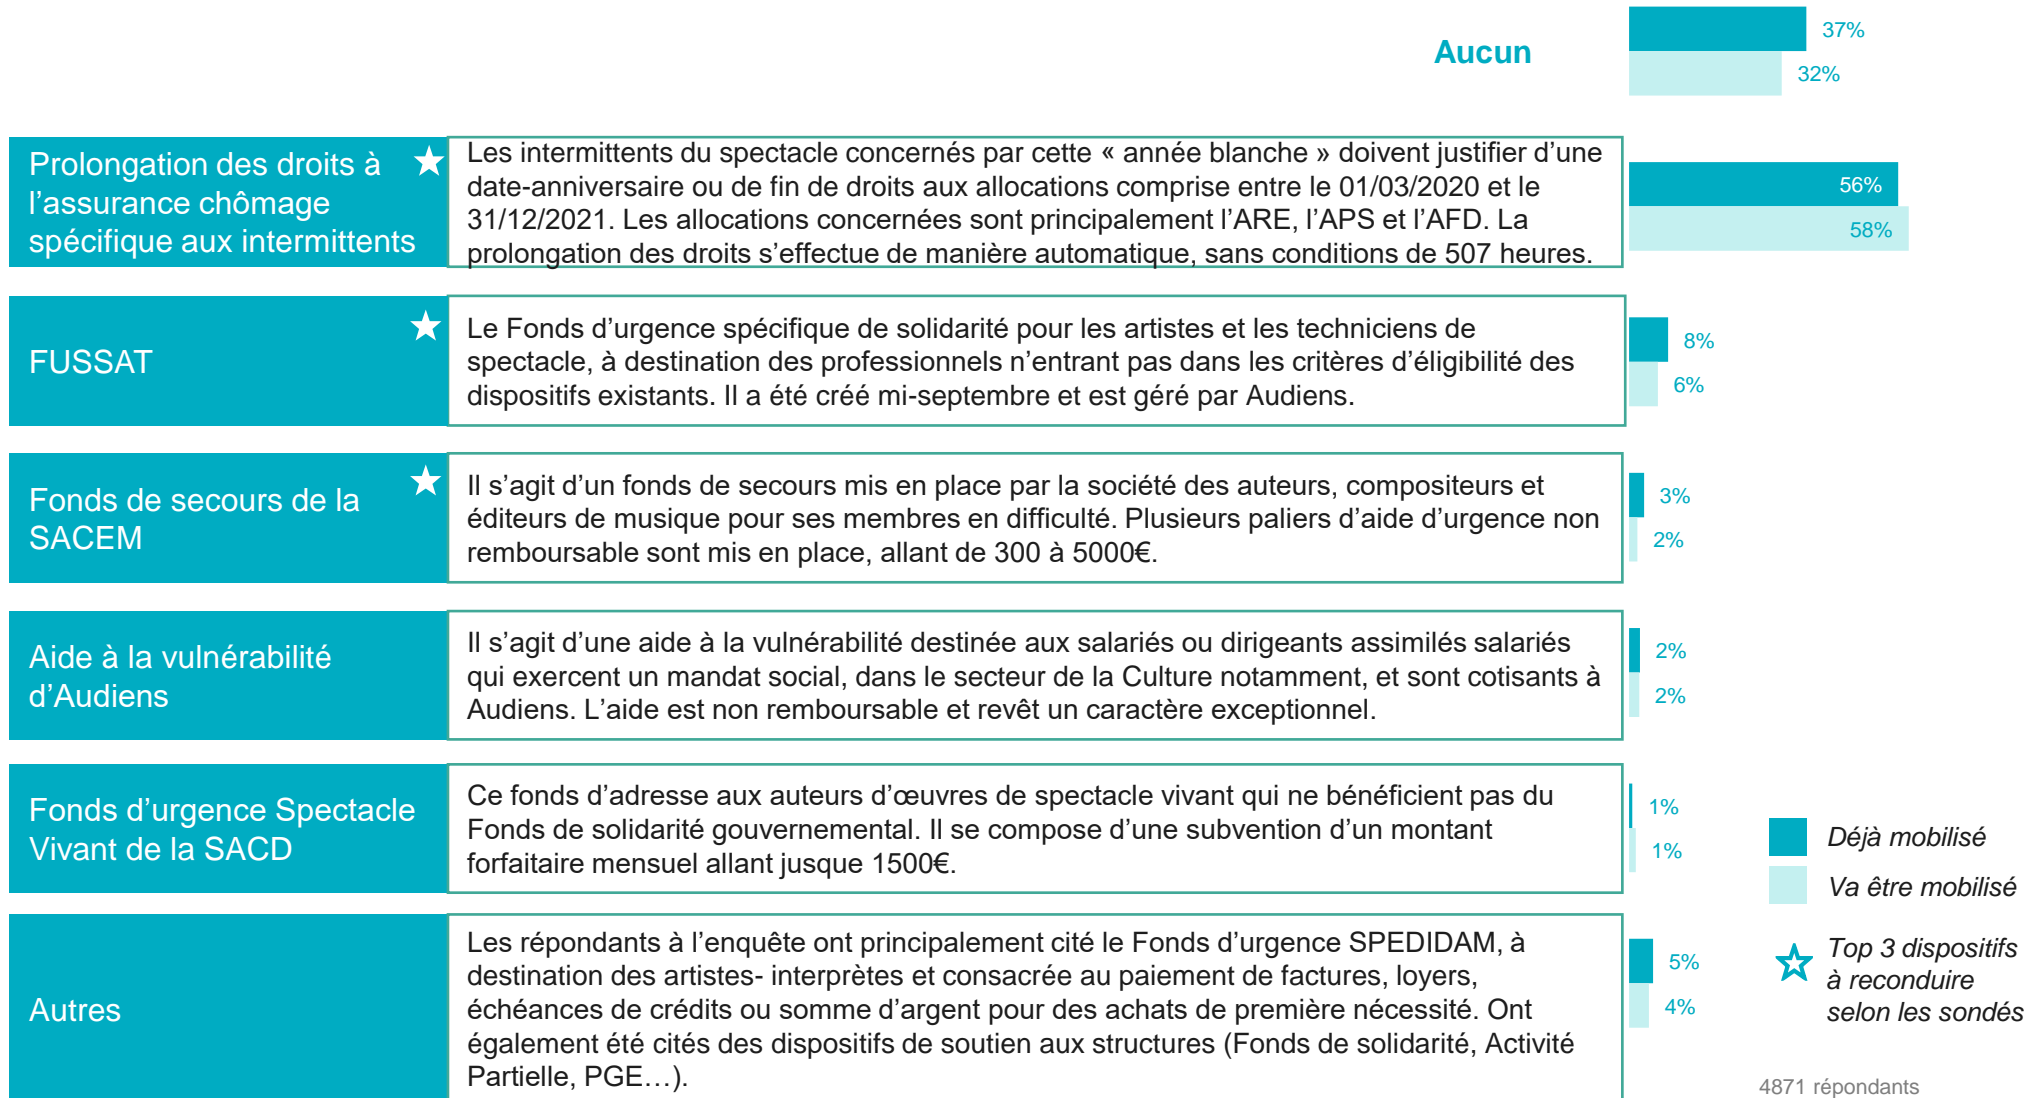 Aucun
37%
32%
Prolongation des droits à
l’assurance chômage
spécifique aux intermittents
Les intermittents du spectacle concernés par cette « année blanche » doivent justifier d’une
date-anniversaire ou de fin de droits aux allocations comprise entre le 01/03/2020 et le
31/12/2021. Les allocations concernées sont principalement l’ARE, l’APS et l’AFD. La
prolongation des droits s’effectue de manière automatique, sans conditions de 507 heures.
56%
58%
FUSSAT
Le Fonds d’urgence spécifique de solidarité pour les artistes et les techniciens de
spectacle, à destination des professionnels n’entrant pas dans les critères d’éligibilité des
dispositifs existants. Il a été créé mi-septembre et est géré par Audiens.
8%
6%
Fonds de secours de la
SACEM
Il s’agit d’un fonds de secours mis en place par la société des auteurs, compositeurs et
éditeurs de musique pour ses membres en difficulté. Plusieurs paliers d’aide d’urgence non
remboursable sont mis en place, allant de 300 à 5000€.
3%
2%
Aide à la vulnérabilité
d’Audiens
Il s’agit d’une aide à la vulnérabilité destinée aux salariés ou dirigeants assimilés salariés
qui exercent un mandat social, dans le secteur de la Culture notamment, et sont cotisants à
Audiens. L’aide est non remboursable et revêt un caractère exceptionnel.
2%
2%
Fonds d’urgence Spectacle
Vivant de la SACD
Ce fonds d’adresse aux auteurs d’œuvres de spectacle vivant qui ne bénéficient pas du
Fonds de solidarité gouvernemental. Il se compose d’une subvention d’un montant
forfaitaire mensuel allant jusque 1500€.
1%
1%
Autres
Les répondants à l’enquête ont principalement cité le Fonds d’urgence SPEDIDAM, à
destination des artistes- interprètes et consacrée au paiement de factures, loyers,
échéances de crédits ou somme d’argent pour des achats de première nécessité. Ont
également été cités des dispositifs de soutien aux structures (Fonds de solidarité, Activité
Partielle, PGE…).
5%
4%
Déjà mobilisé
Va être mobilisé
Top 3 dispositifs
à reconduire
selon les sondés
4871 répondants